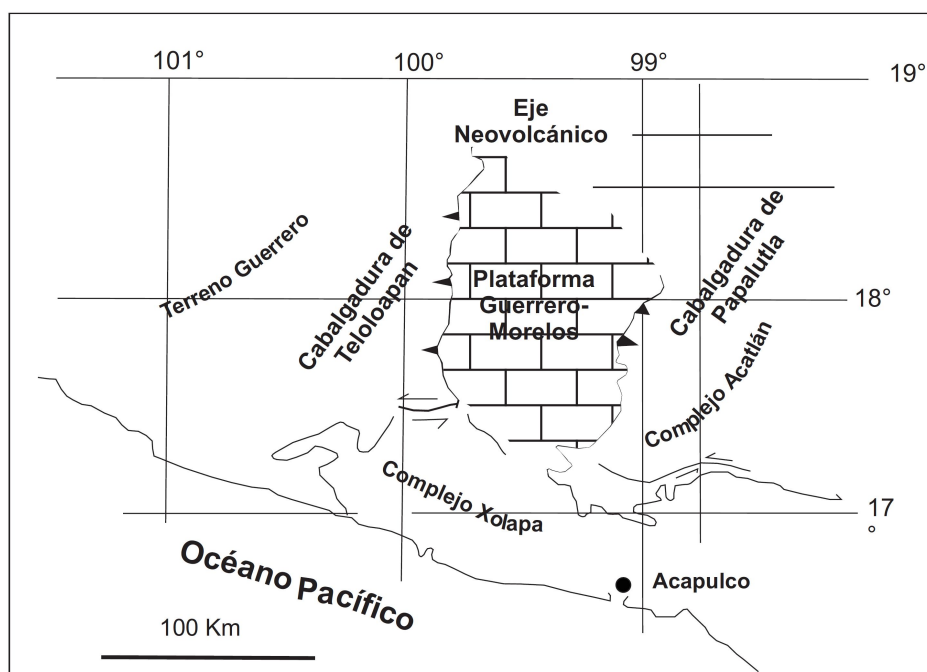 101°
100°
99°
19°
Eje
Neovolcánico
Terreno Guerrero
Cabalgadura de
Teloloapan
Plataforma
Guerrero-
Morelos
Cabalgadura de
Papalutla
18°
Complejo Acatlán
Complejo Xolapa
17
°
Océano Pacífico
Acapulco
100 Km